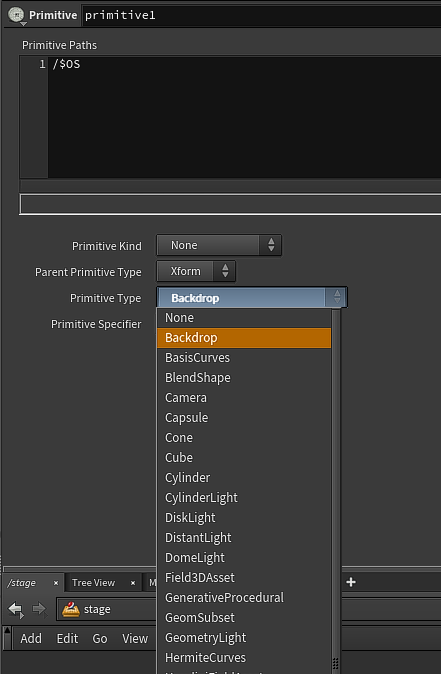 Primitive primitive1
Primitive Paths
1 /$OS
Primitive Kind None
Parent Primitive Type Xform
Primitive Type Backdrop
Primitive Specifier
None
Backdrop
BasisCurves
BlendShape
Camera
Capsule
Cone
Cube
Cylinder
CylinderLight
DiskLight
DistantLight
DomeLight
Field3DAsset
GenerativeProcedural
GeomSubset
GeometryLight
HermiteCurves
/stage × Tree View × M +
stage
Add Edit Go View